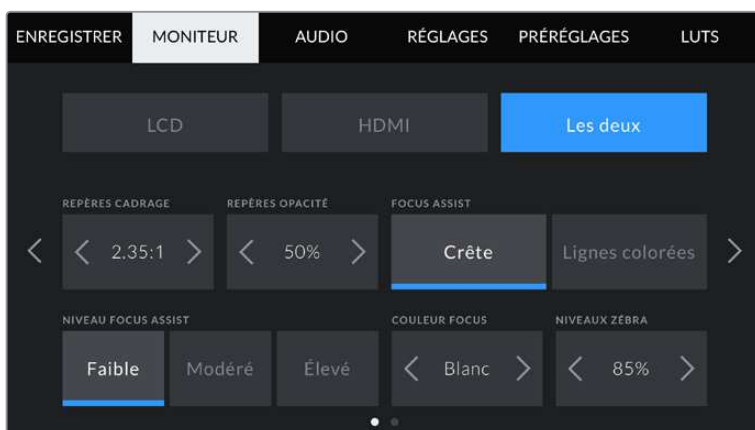 ENREGISTRER MONITEUR AUDIO RÉGLAGES PRÉRÉGLAGES LUTS
LCD HDMI Les deux
REPÈRES CADRAGE REPÈRES OPACITÉ FOCUS ASSIST
2.35:1 50% Crête Lignes colorées
NIVEAU FOCUS ASSIST COULEUR FOCUS NIVEAUX ZÉBRA
Faible Modéré Élevé Blanc 85%